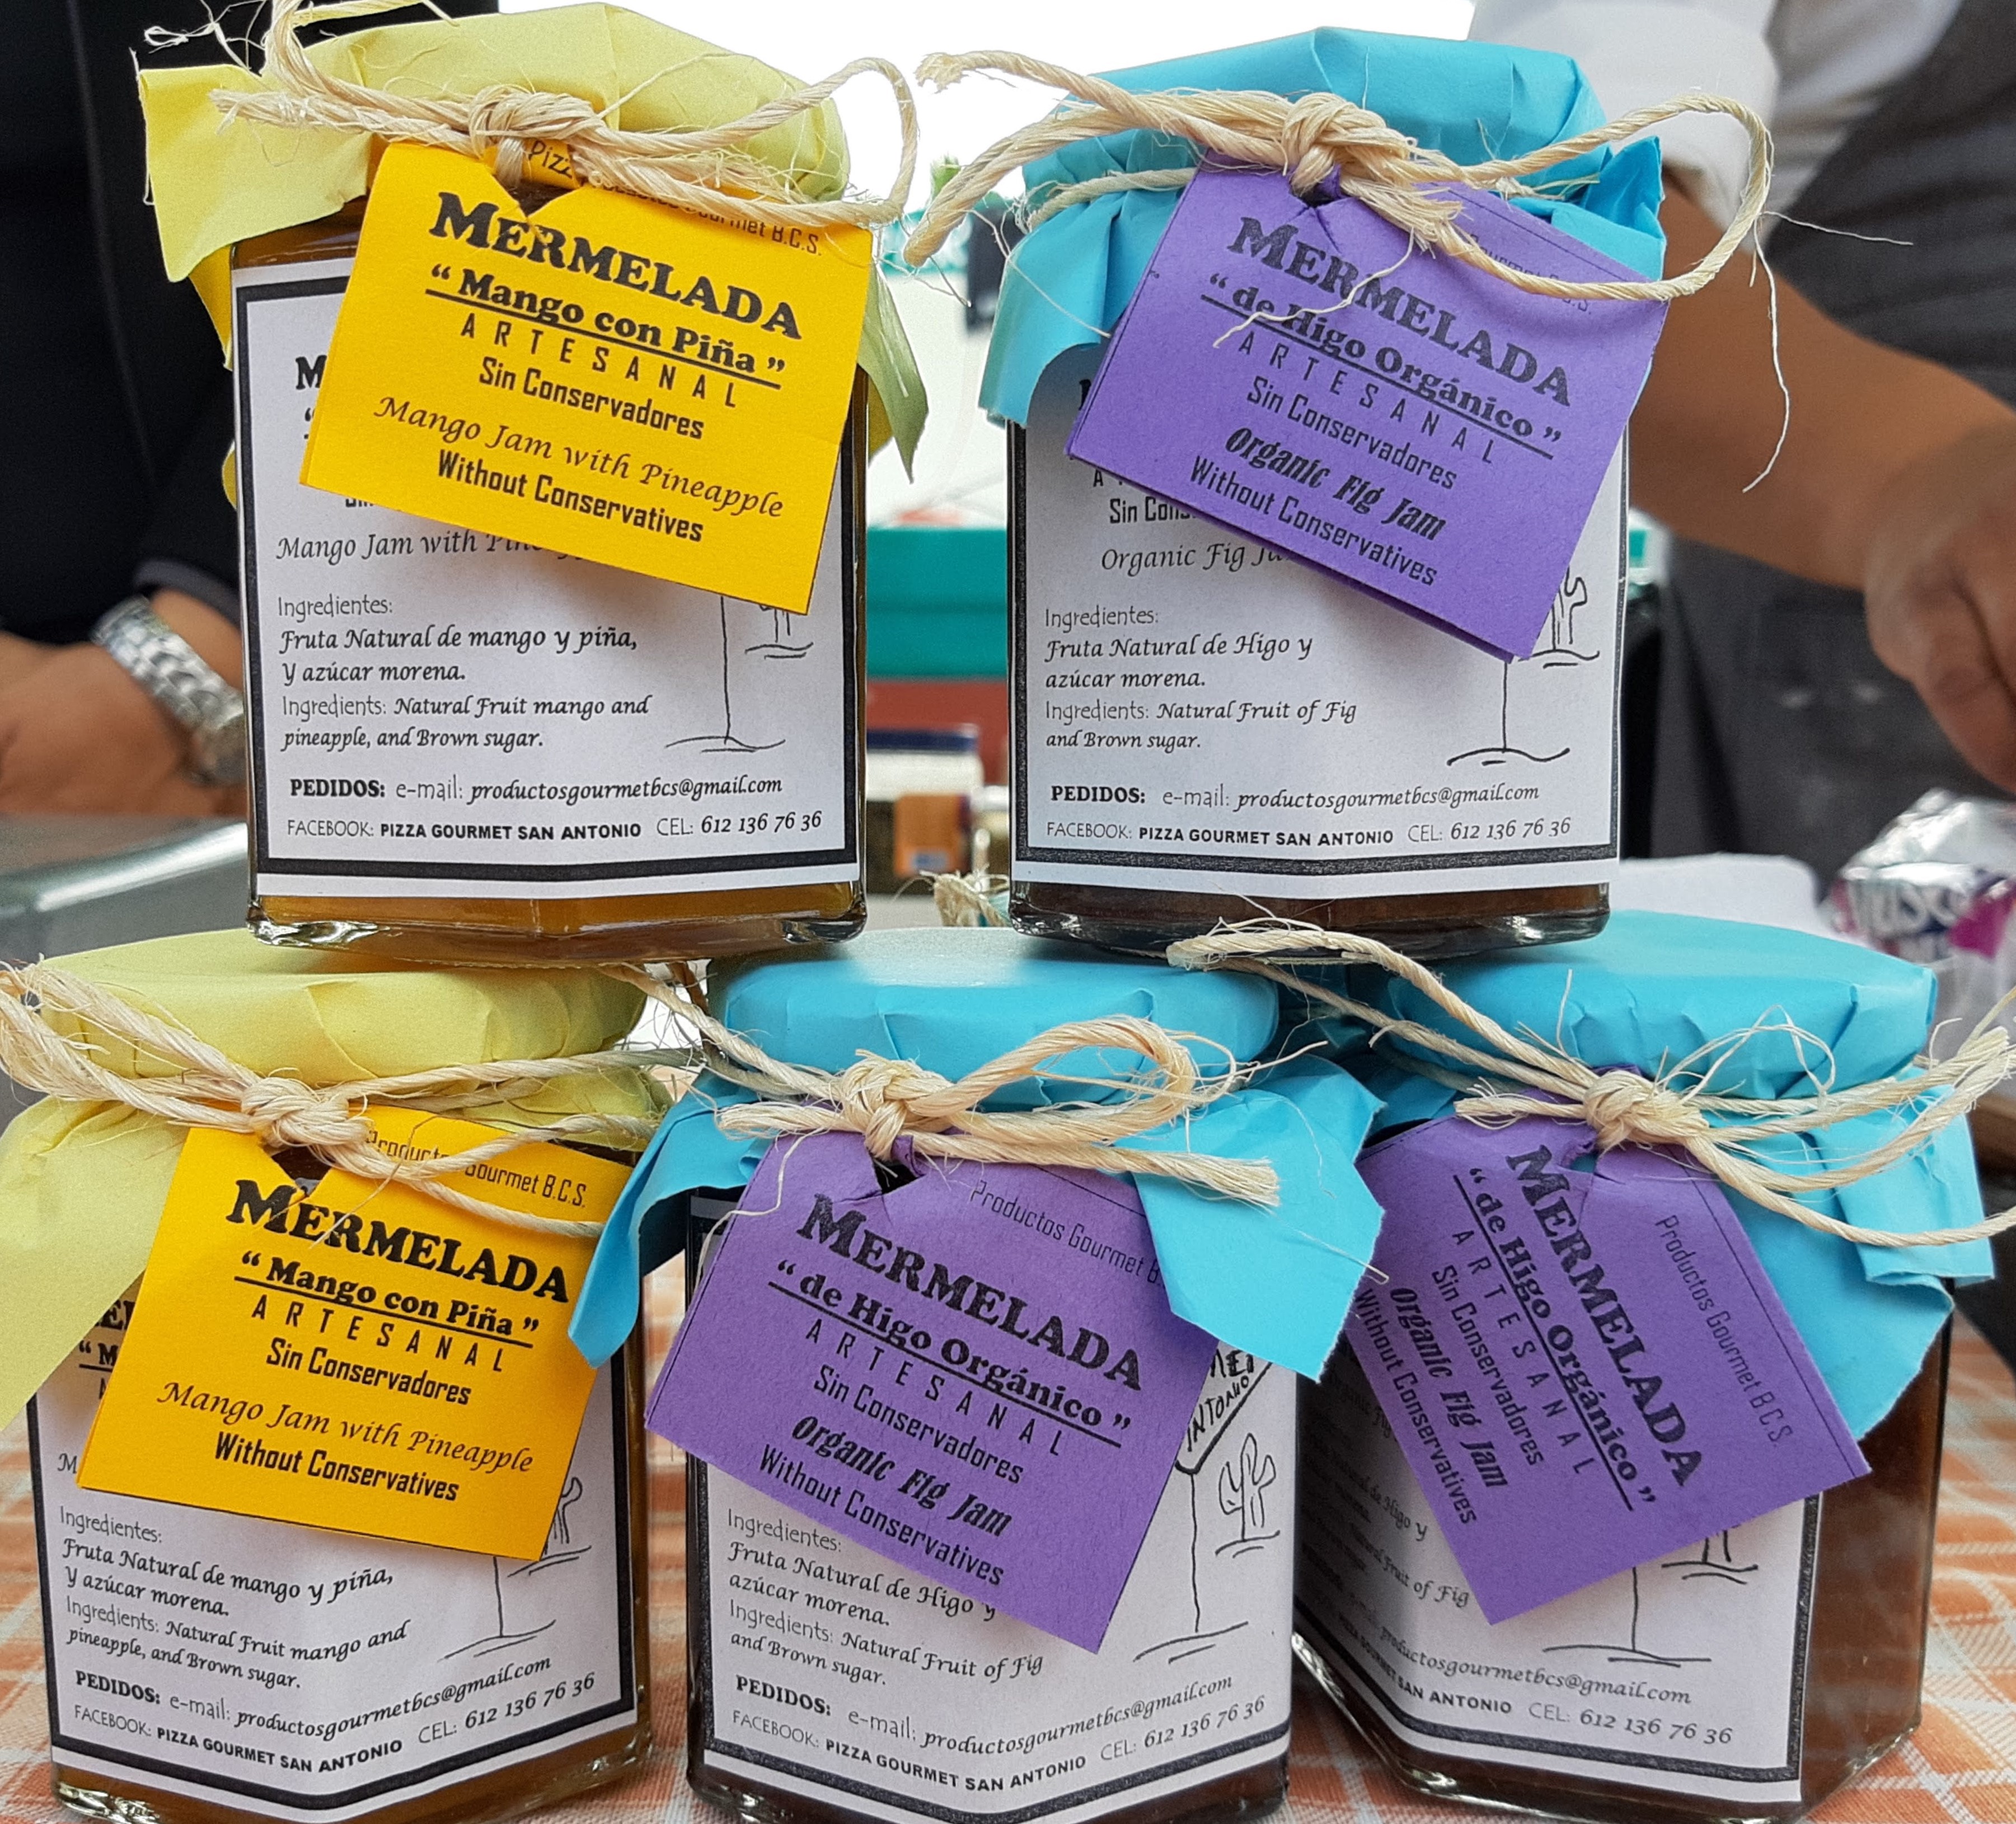 Pizz
Gourmet B.C.S.
MERMELADA
“ Mango con Piña ”
ARTESANAL
Sin Conservadores
Mango Jam with Pineapple
Without Conservatives
Mango Jam with
Ingredientes:
Fruta Natural de mango y piña,
Y azúcar morena.
Ingredients: Natural Fruit mango and
pineapple, and Brown sugar.
PEDIDOS: e-mail: productosgourmetbcs@gmail.com
FACEBOOK: PIZZA GOURMET SAN ANTONIO CEL: 612 136 76 36
Gourmet
MERMELADA
“ de Higo Orgánico ”
ARTESANAL
Sin Conservadores
Organic Fig Jam
Without Conservatives
Sin
Organic Fig
Ingredientes:
Fruta Natural de Higo y
azúcar morena.
Ingredients: Natural Fruit of Fig
and Brown sugar.
PEDIDOS: e-mail: productosgourmetbcs@gmail.com
FACEBOOK: PIZZA GOURMET SAN ANTONIO CEL: 612 136 76 36
Productos Gourmet B.C.S.
MERMELADA
“ Mango con Piña ”
ARTESANAL
Sin Conservadores
Mango Jam with Pineapple
Without Conservatives
Ingredientes:
Fruta Natural de mango y piña,
Y azúcar morena.
Ingredients: Natural Fruit mango and
pineapple, and Brown sugar.
PEDIDOS: e-mail: productosgourmetbcs@gmail.com
FACEBOOK: PIZZA GOURMET SAN ANTONIO CEL: 612 136 76 36
Productos Gourmet B.
MERMELADA
“ de Higo Orgánico ”
ARTESANAL
Sin Conservadores
Organic Fig Jam
Without Conservatives
Ingredientes:
Fruta Natural de Higo y
azúcar morena.
Ingredients: Natural Fruit of Fig
and Brown sugar.
PEDIDOS: e-mail: productosgourmetbcs@gmail.com
FACEBOOK: PIZZA GOURMET SAN ANTONIO CEL: 612 136 76 36
Productos Gourmet B.C.S.
MERMELADA
“ de Higo Orgánico ”
ARTESANAL
Sin Conservadores
Organic Fig Jam
Without Conservatives
de Higo y
morena.
Natural Fruit of Fig
productosgourmetbcs@gmail.com
SAN ANTONIO CEL: 612 136 76 36